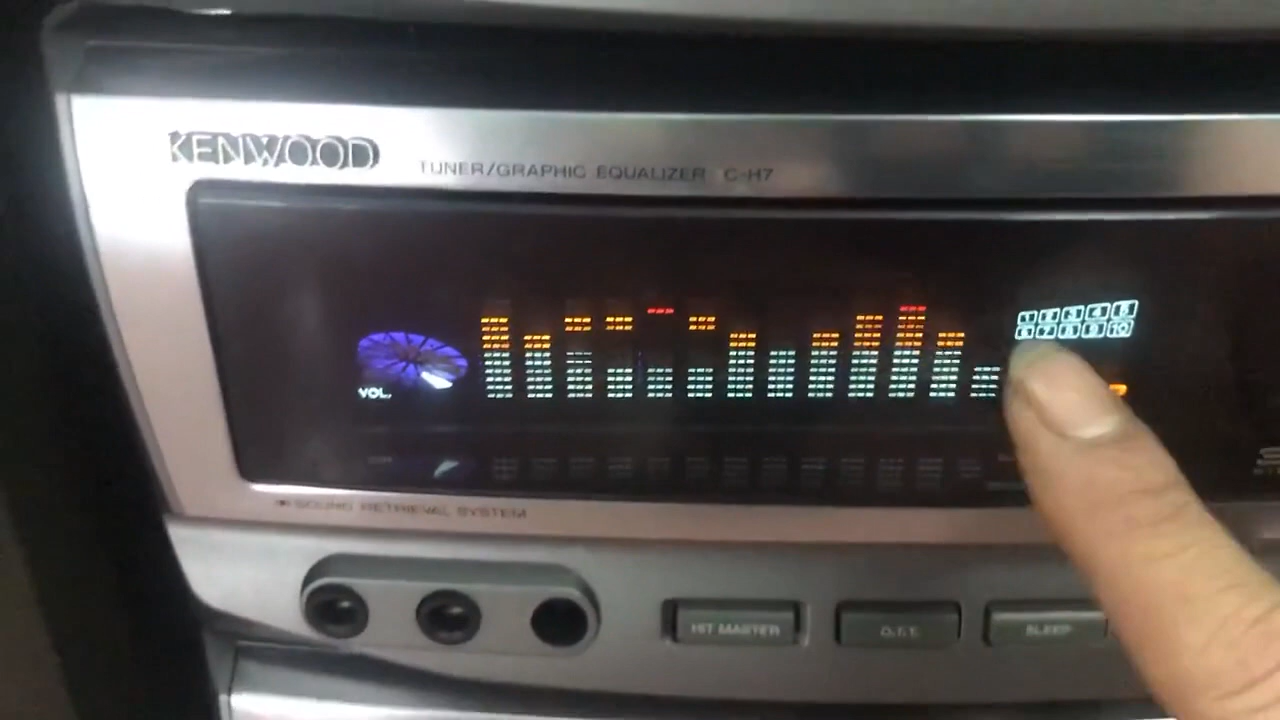 KENWOOD
TUNER/GRAPHIC EQUALIZER C-H7
1 2 3 4 5
6 7 8 9 10
VOL.
SOUND RETRIEVAL SYSTEM
HIT MASTER
O.T.E.
SLEEP